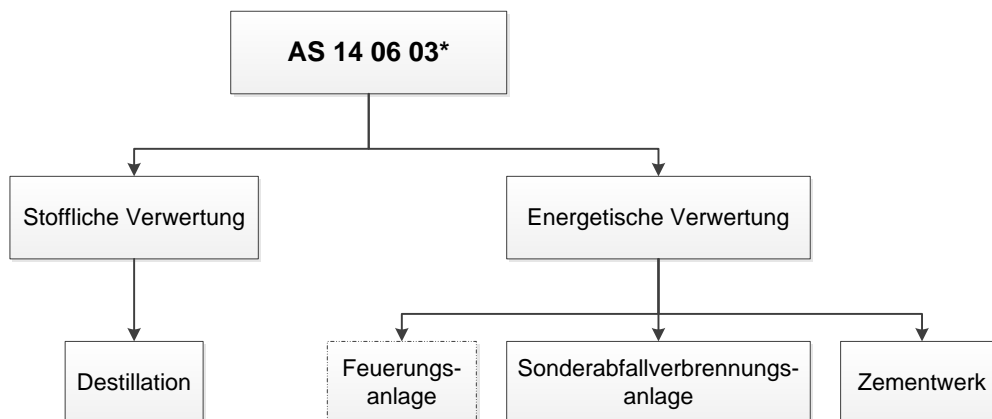 AS 14 06 03*
Stoffliche Verwertung
Energetische Verwertung
Destillation
Feuerungs-
anlage
Sonderabfallverbrennungs-
anlage
Zementwerk